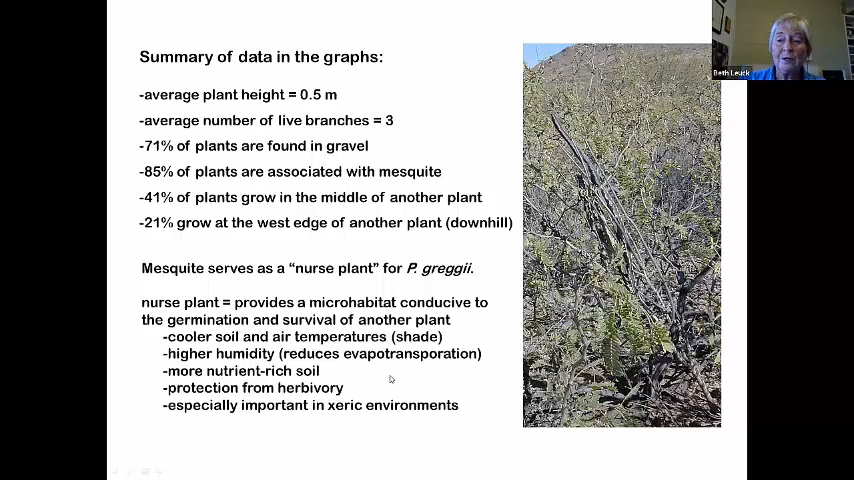 Summary of data in the graphs:
-average plant height = 0.5 m
-average number of live branches = 3
-71% of plants are found in gravel
-85% of plants are associated with mesquite
-41% of plants grow in the middle of another plant
-21% grow at the west edge of another plant (downhill)
Mesquite serves as a “nurse plant” for P. greggii.
nurse plant = provides a microhabitat conducive to
the germination and survival of another plant
-cooler soil and air temperatures (shade)
-higher humidity (reduces evapotransporation)
-more nutrient-rich soil
-protection from herbivory
-especially important in xeric environments
Beth Leuck